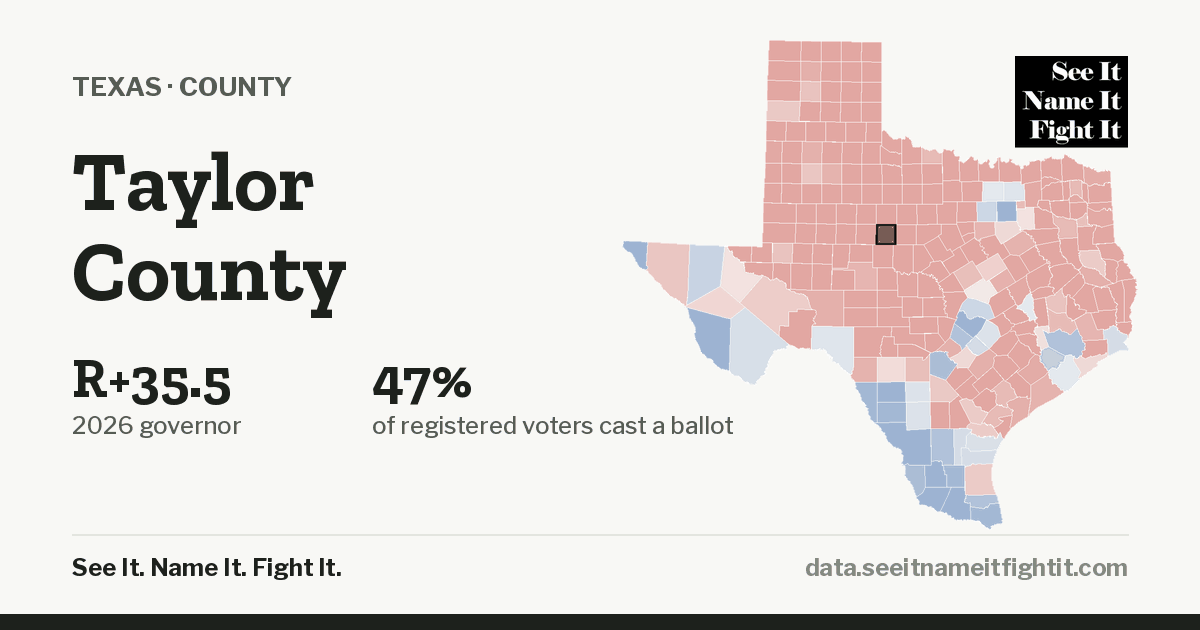 TEXAS · COUNTY
Taylor
County
R+35.5
2026 governor
47%
of registered voters cast a ballot
See It
Name It
Fight It
See It. Name It. Fight It.
data.seeitnameitfightit.com